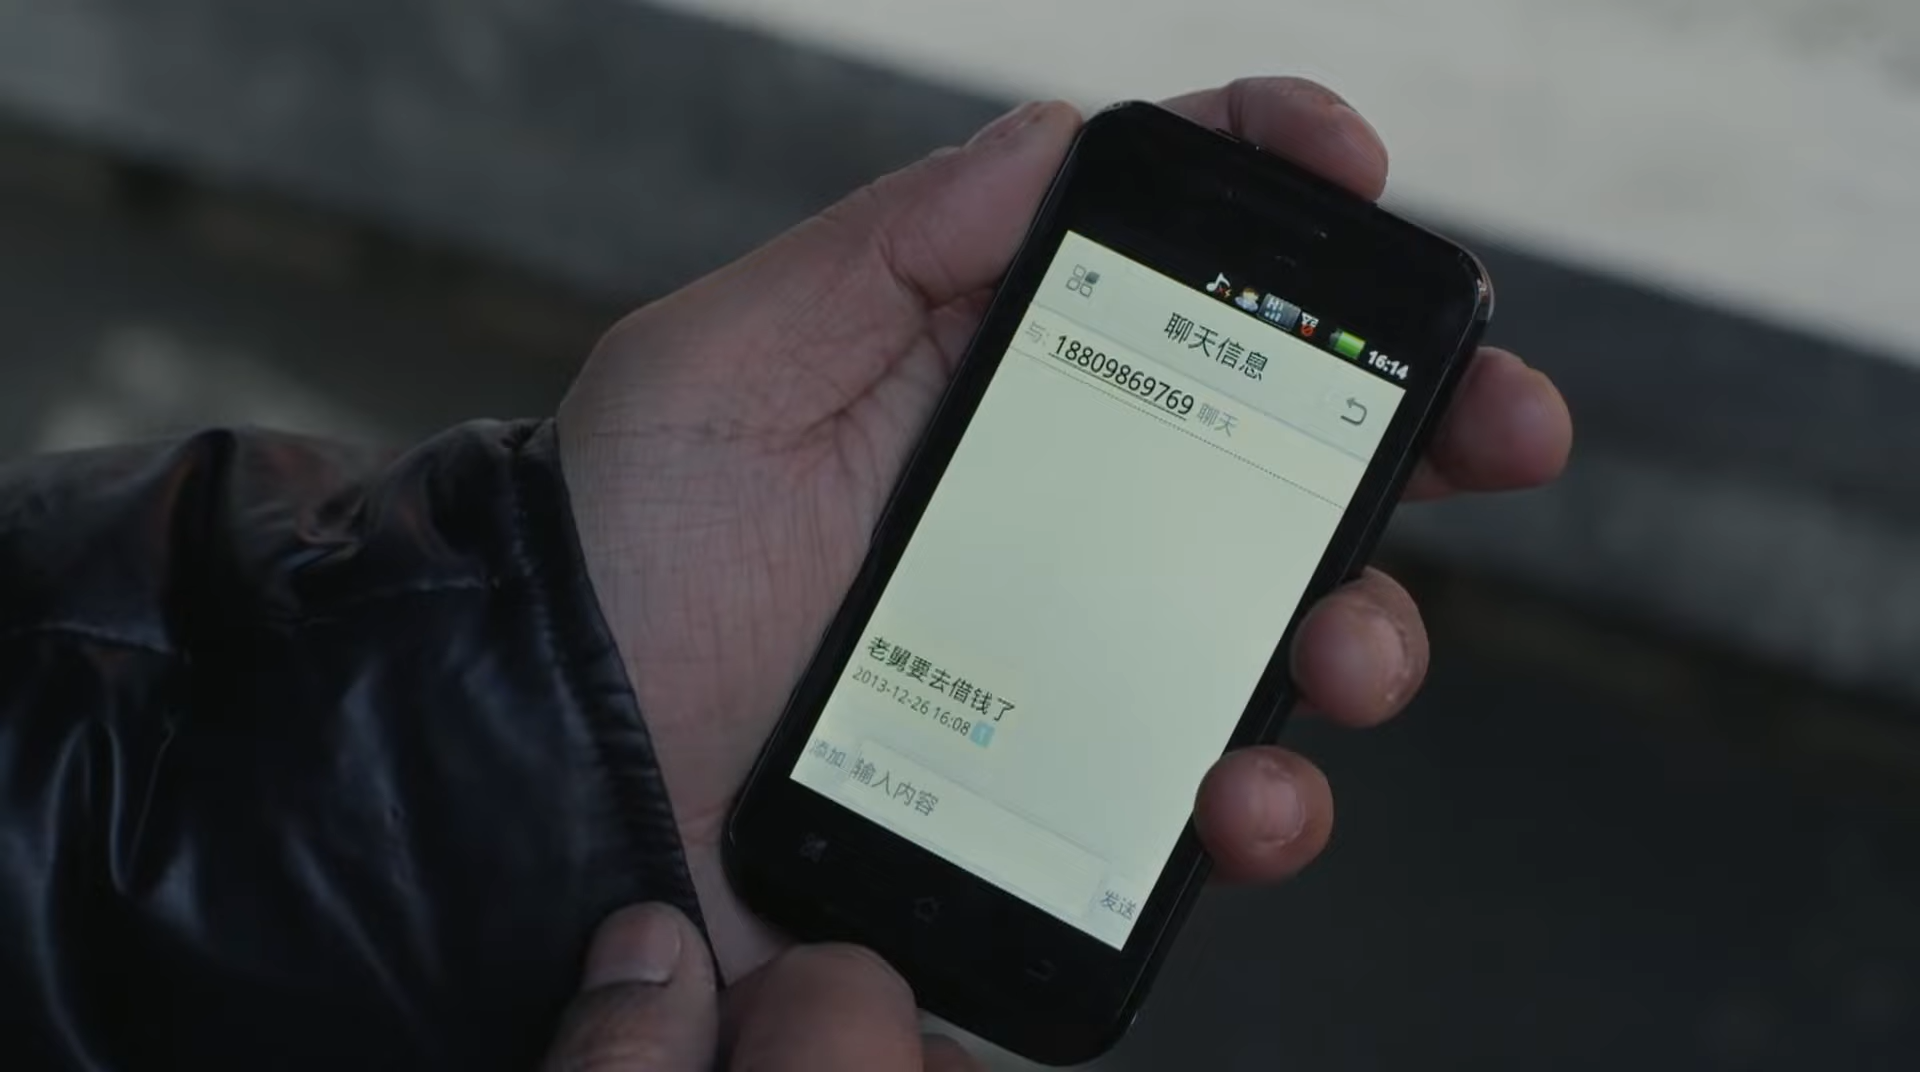 16:14
聊天信息
与: 18809869769 聊天
老舅要去借钱了
2013-12-26 16:08
添加 输入内容
发送